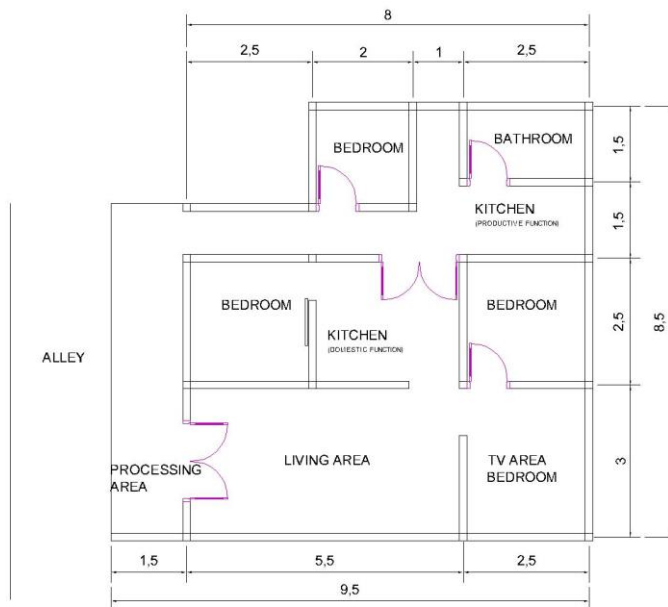 8
2,5
2
1
2,5
BEDROOM
BATHROOM
1,5
KITCHEN
(PRODUCTIVE FUNCTION)
1,5
BEDROOM
BEDROOM
KITCHEN
(DOMESTIC FUNCTION)
2,5
8,5
ALLEY
LIVING AREA
TV AREA
BEDROOM
PROCESSING
AREA
3
1,5
5,5
2,5
9,5